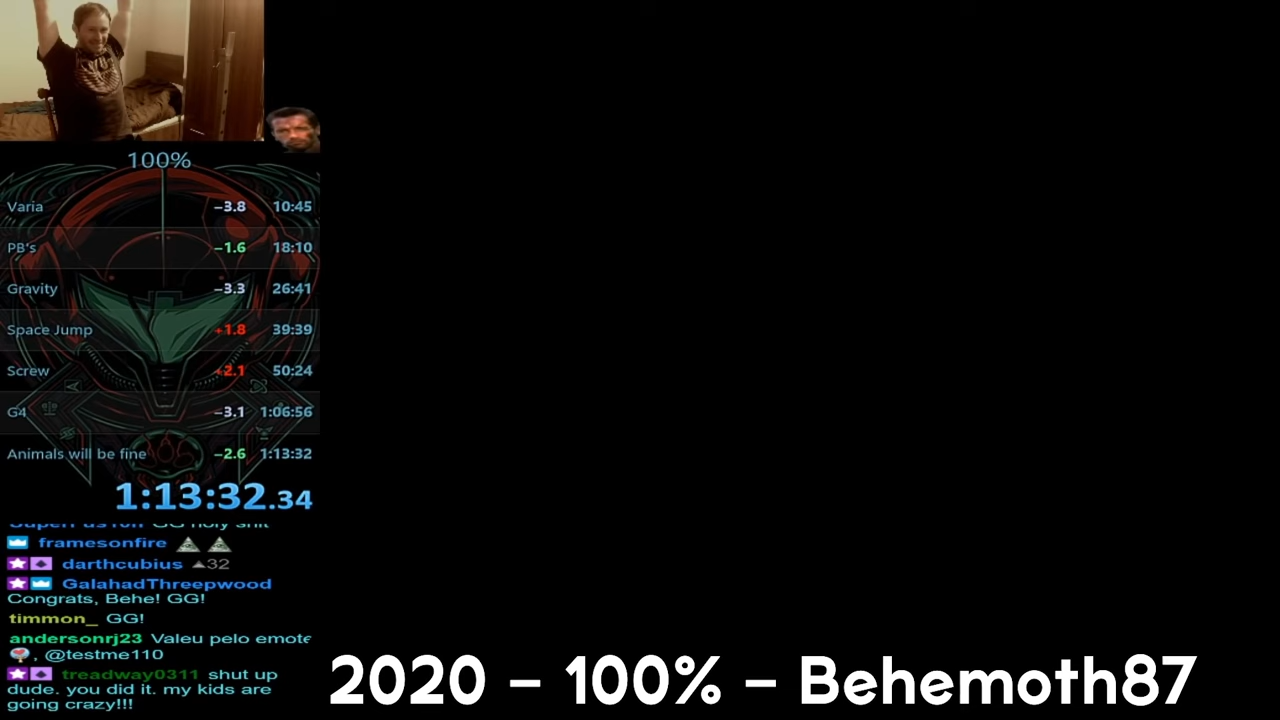 100%
Varia −3.8 10:45
PB's −1.6 18:10
Gravity −3.3 26:41
Space Jump +1.8 39:39
Screw +2.1 50:24
G4 −3.1 1:06:56
Animals will be fine −2.6 1:13:32
1:13:32.34
GG holy shit
framesonfire
darthcubius 32
GalahadThreepwood
Congrats, Behe! GG!
timmon_ GG!
andersonrj23 Valeu pelo emote
, @testme110
treadway0311 shut up
dude. you did it. my kids are
going crazy!!!
2020 – 100% – Behemoth87